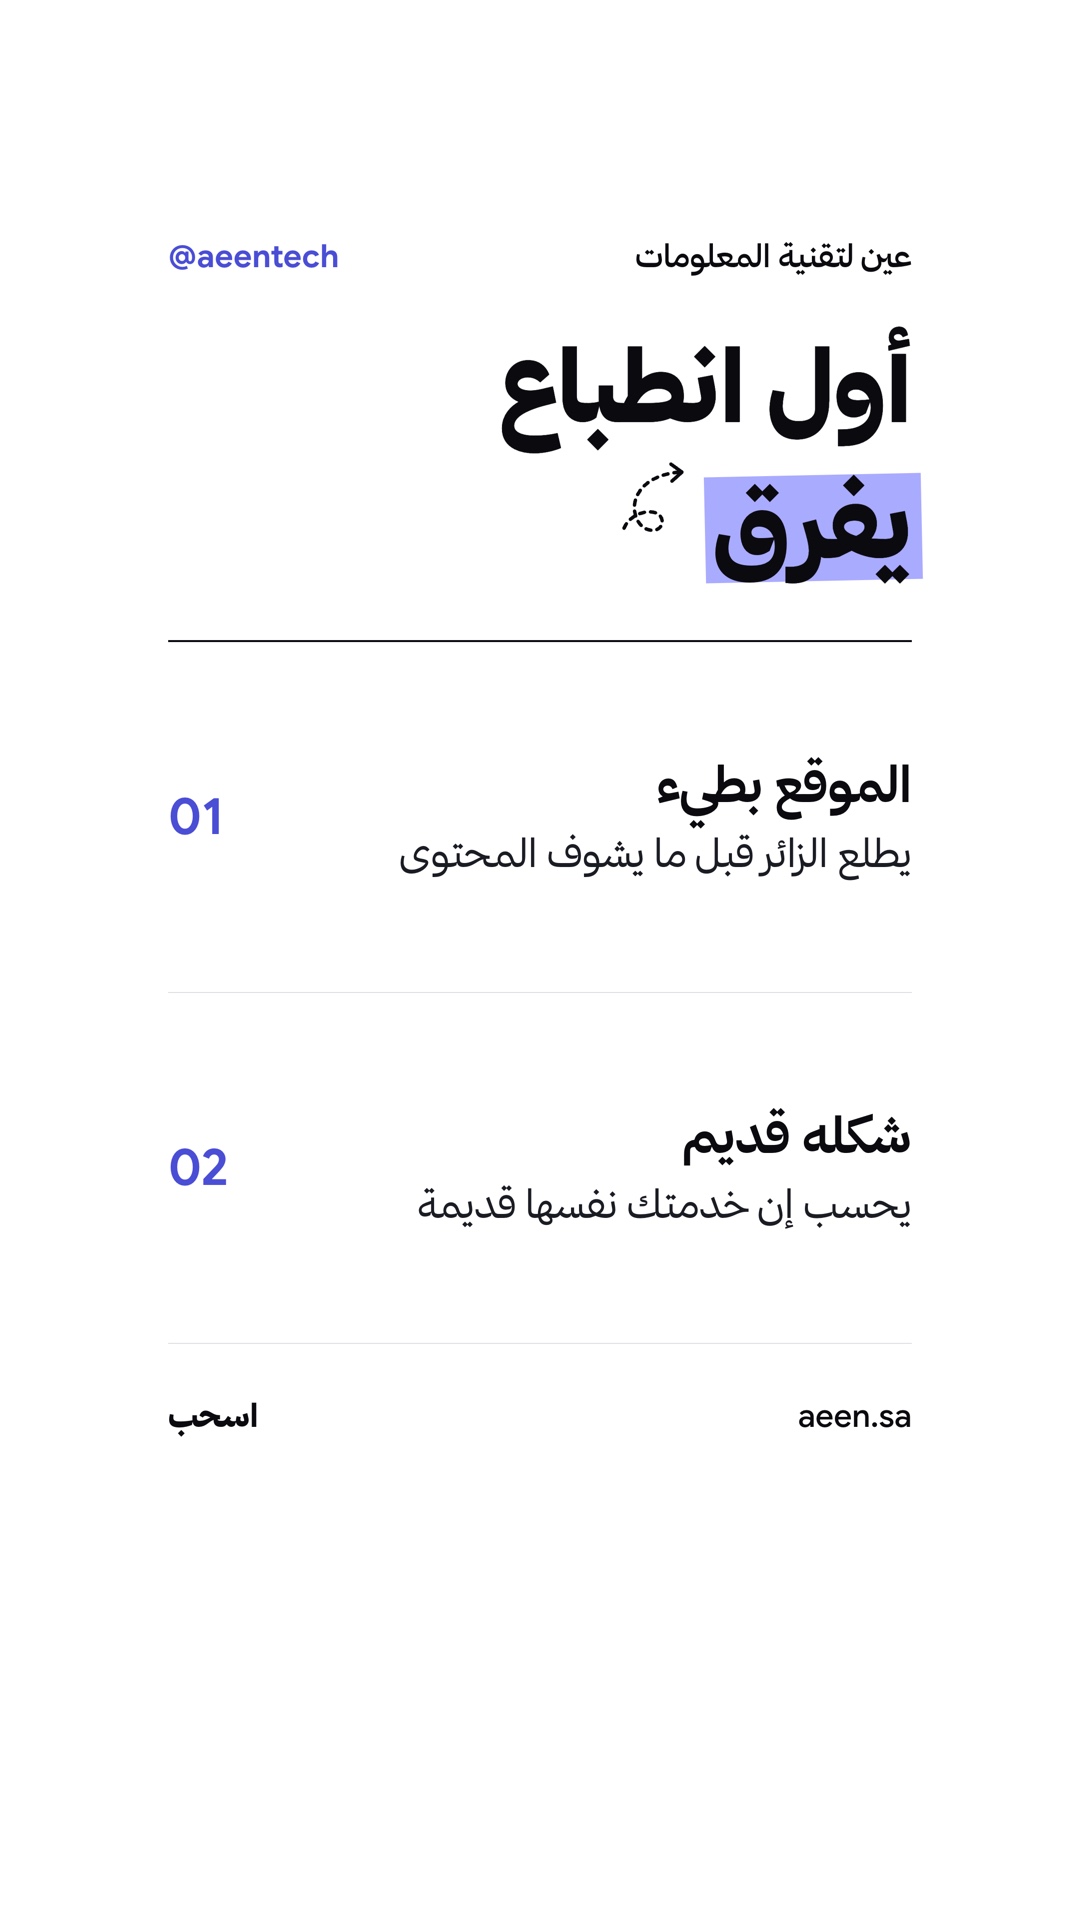 عين لتقنية المعلومات
@aeentech
أول انطباع
يفرق
الموقع بطيء
يطلع الزائر قبل ما يشوف المحتوى
01
شكله قديم
يحسب إن خدمتك نفسها قديمة
02
aeen.sa
اسحب